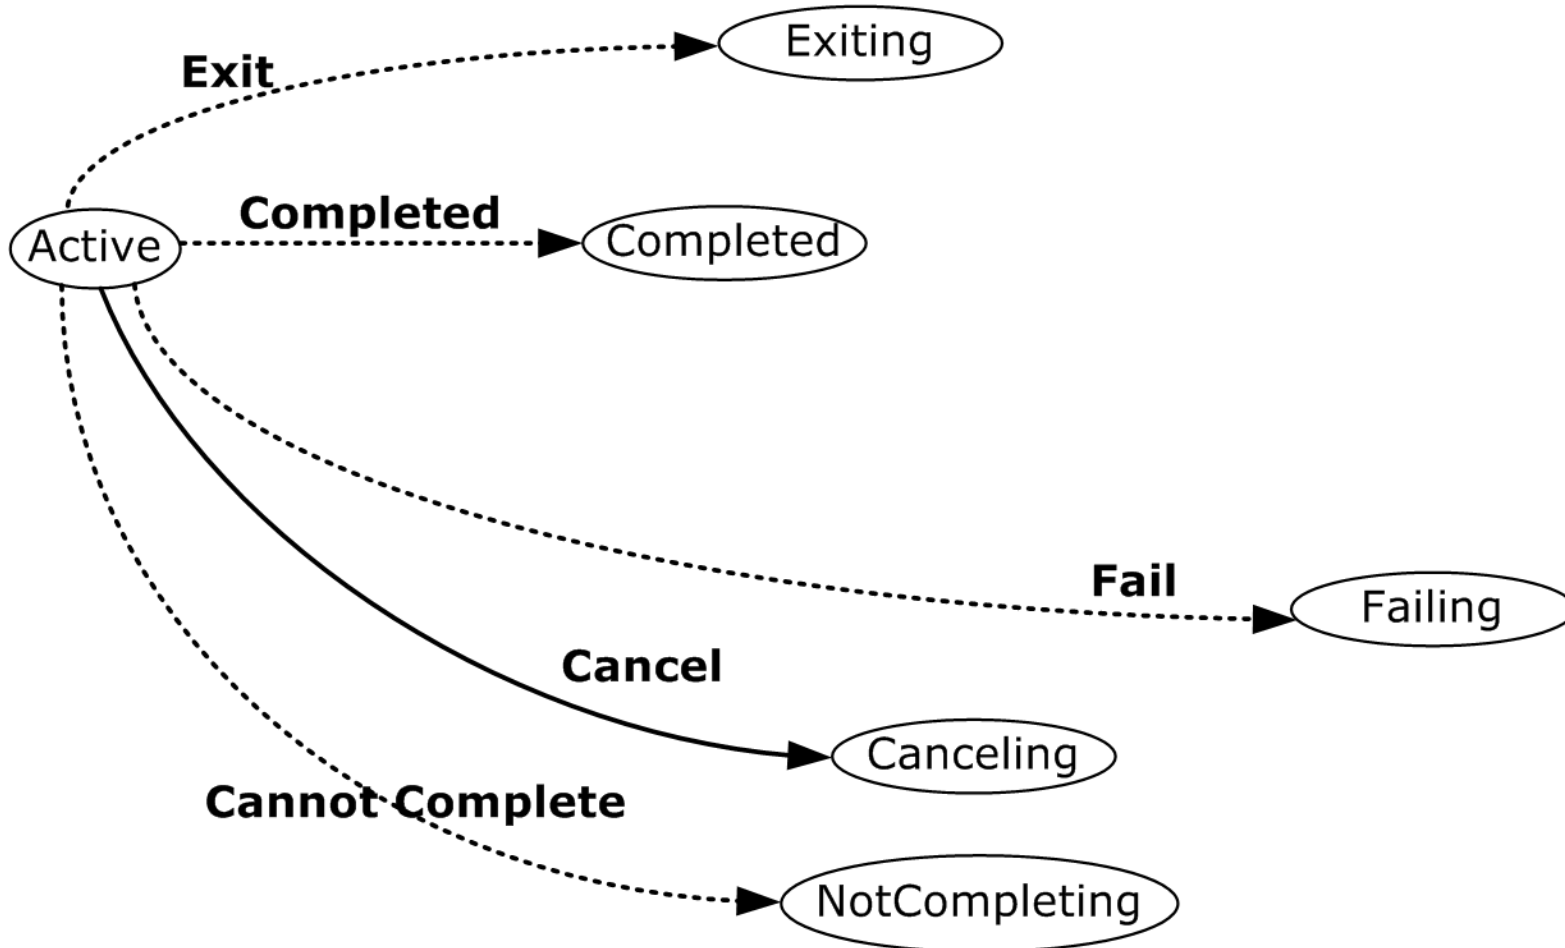 Exit
Exiting
Completed
Active
Completed
Fail
Failing
Cancel
Canceling
Cannot Complete
NotCompleting